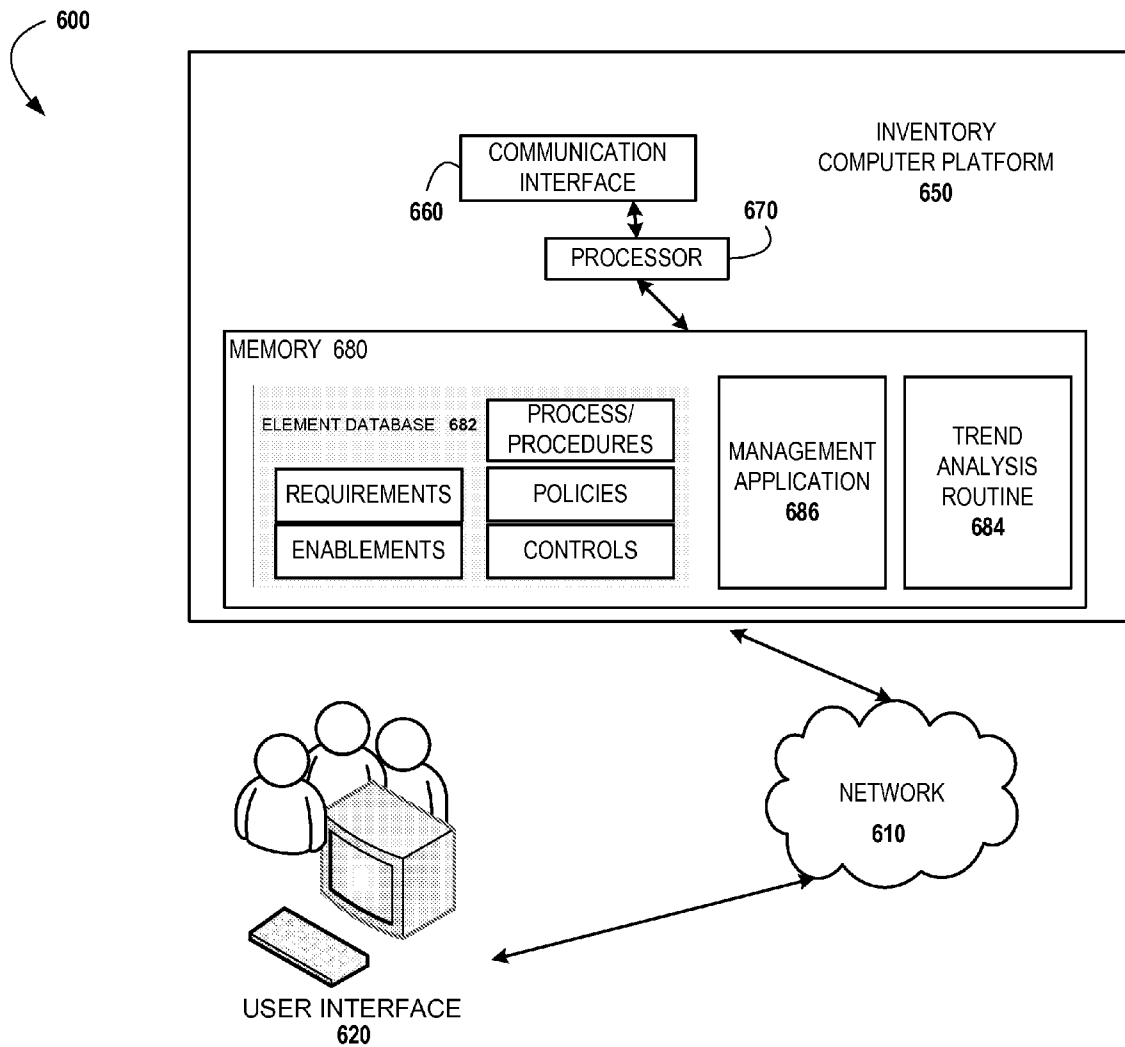 600
INVENTORY
COMPUTER PLATFORM
650
COMMUNICATION
INTERFACE
660
670
PROCESSOR
MEMORY 680
ELEMENT DATABASE 682
PROCESS/
PROCEDURES
REQUIREMENTS
POLICIES
ENABLEMENTS
CONTROLS
MANAGEMENT
APPLICATION
686
TREND
ANALYSIS
ROUTINE
684
NETWORK
610
USER INTERFACE
620